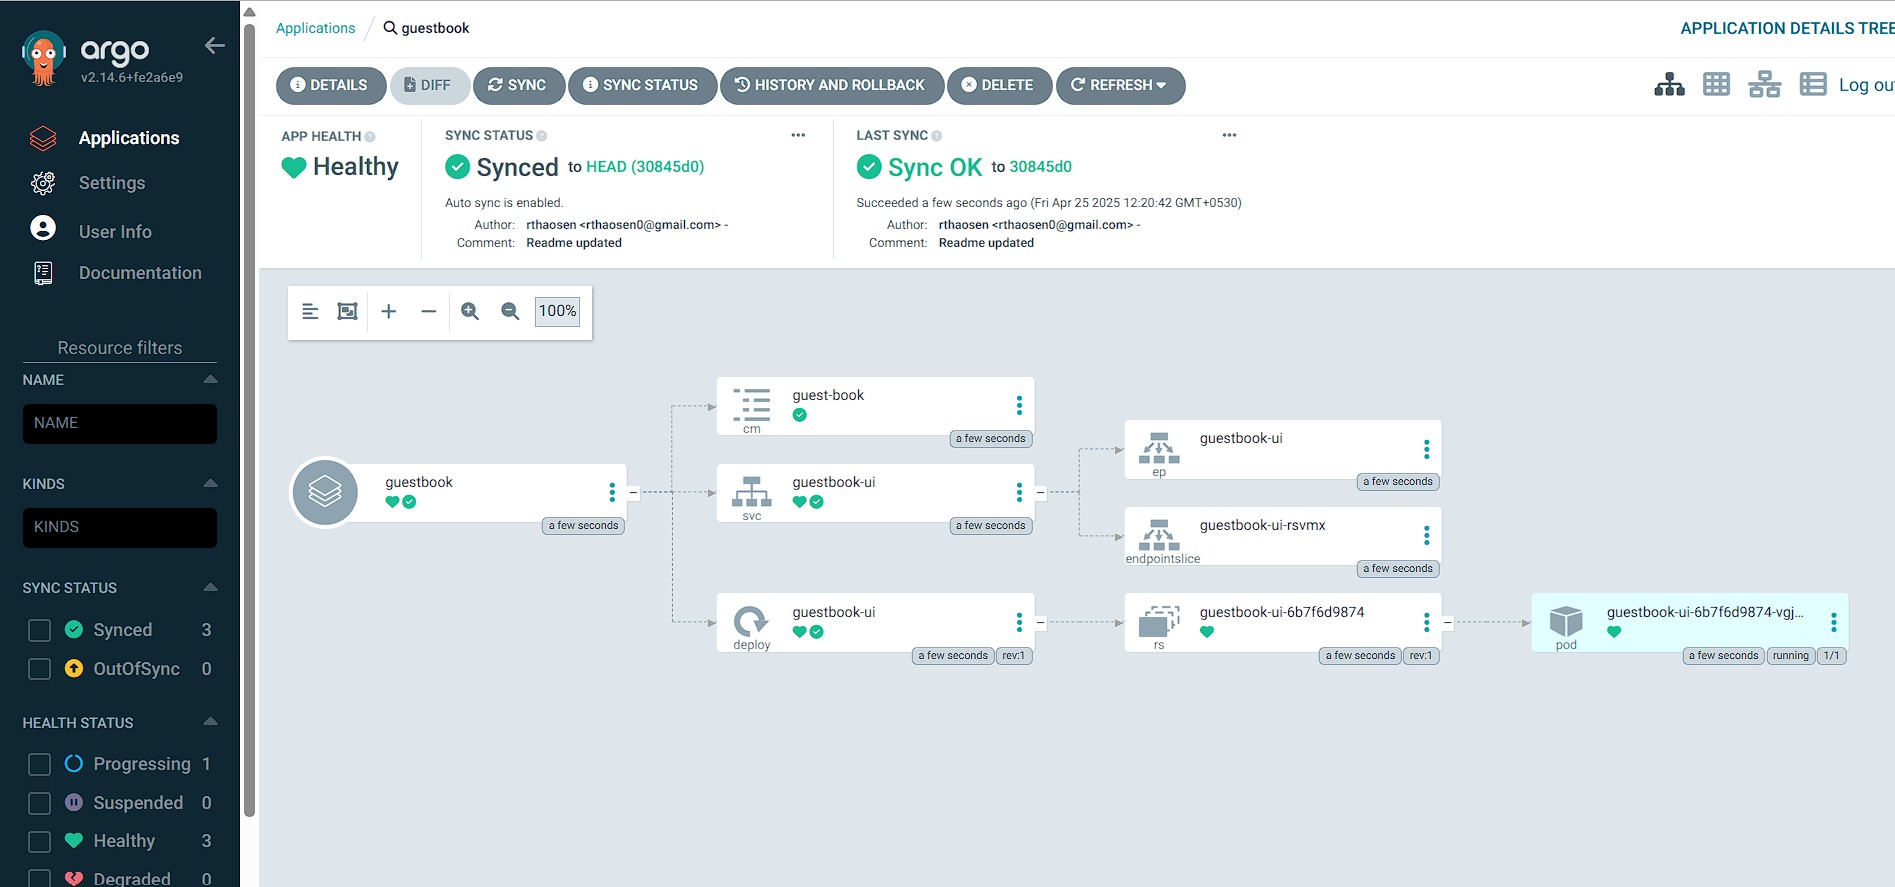 argo
v2.14.6+fe2a6e9
Applications
Settings
User Info
Documentation
Resource filters
NAME
NAME
KINDS
KINDS
SYNC STATUS
Synced 3
OutOfSync 0
HEALTH STATUS
Progressing 1
Suspended 0
Healthy 3
Degraded 0
Applications / guestbook
APPLICATION DETAILS TREE
DETAILS DIFF SYNC SYNC STATUS HISTORY AND ROLLBACK DELETE REFRESH
Log ou
APP HEALTH
Healthy
SYNC STATUS
Synced to HEAD (30845d0)
Auto sync is enabled.
Author: rthaosen <rthaosen0@gmail.com> -
Comment: Readme updated
LAST SYNC
Sync OK to 30845d0
Succeeded a few seconds ago (Fri Apr 25 2025 12:20:42 GMT+0530)
Author: rthaosen <rthaosen0@gmail.com> -
Comment: Readme updated
100%
guestbook
a few seconds
guest-book
cm
a few seconds
guestbook-ui
svc
a few seconds
guestbook-ui
deploy
a few seconds rev:1
guestbook-ui
ep
a few seconds
guestbook-ui-rsvmx
endpointslice
a few seconds
guestbook-ui-6b7f6d9874
rs
a few seconds rev:1
guestbook-ui-6b7f6d9874-vgj...
pod
a few seconds running 1/1